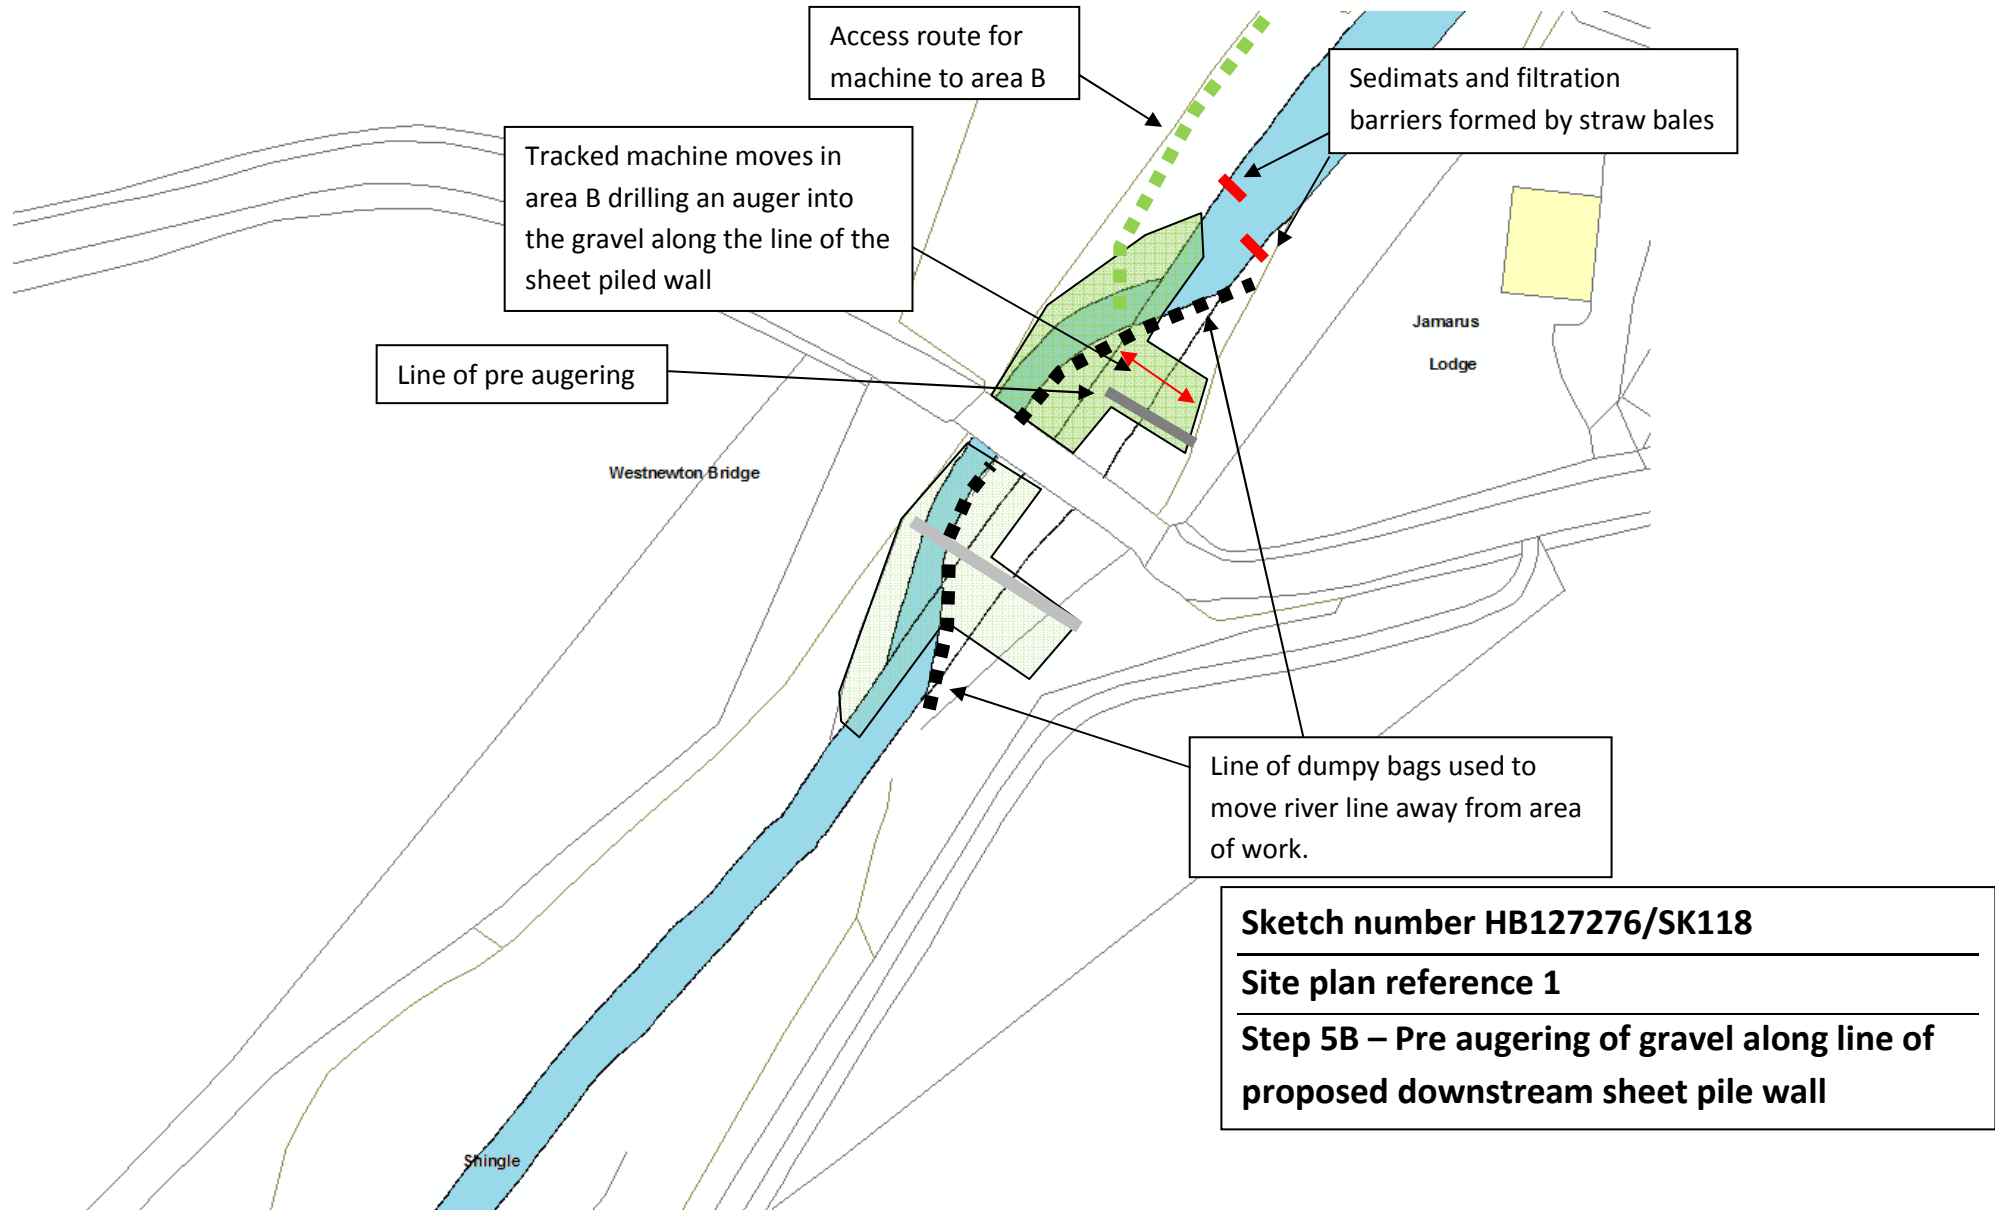 Access route for
machine to area B
Sedimats and filtration
barriers formed by straw bales
Tracked machine moves in
area B drilling an auger into
the gravel along the line of the
sheet piled wall
Jamarus
Lodge
Line of pre augering
Westnewton Bridge
Line of dumpy bags used to
move river line away from area
of work.
Sketch number HB127276/SK118
Site plan reference 1
Step 5B – Pre augering of gravel along line of
proposed downstream sheet pile wall
Shingle